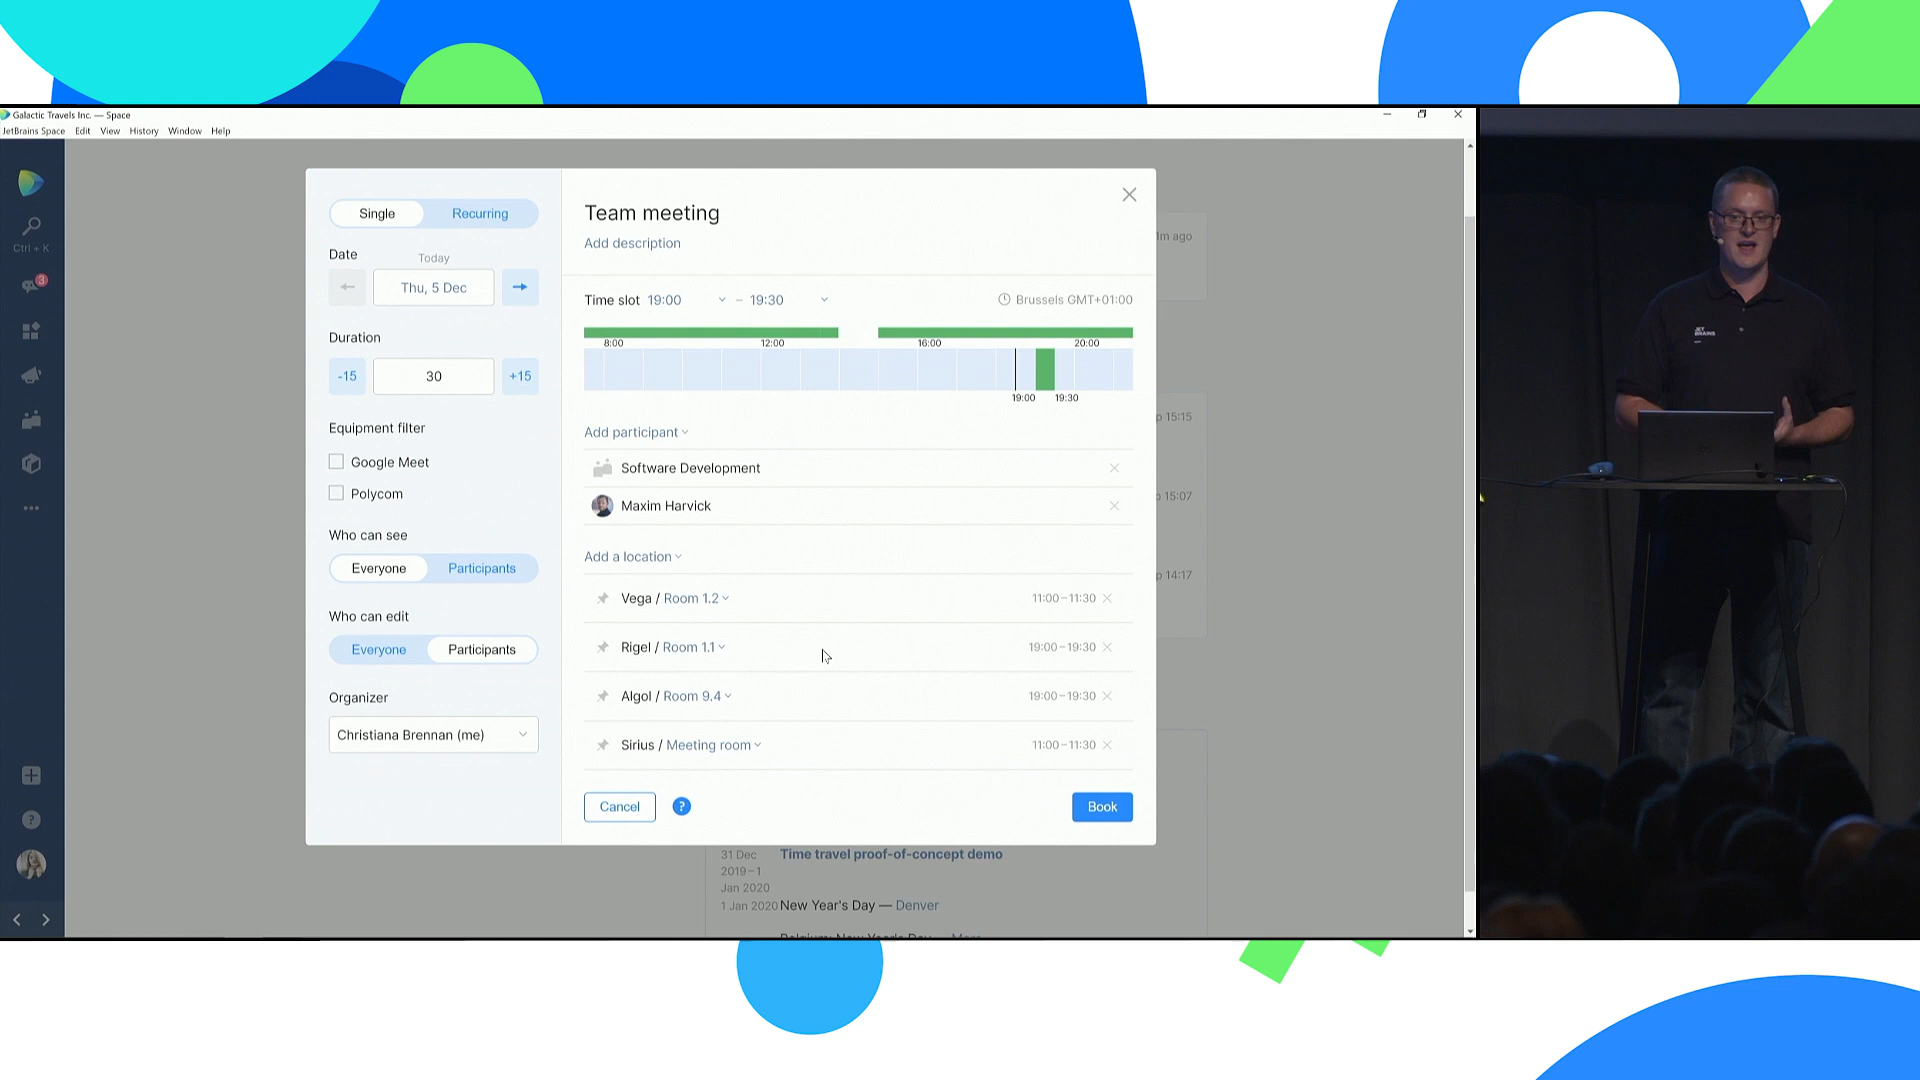 Galactic Travels Inc. — Space
JetBrains Space Edit View History Window Help
Ctrl + K
3
Single Recurring
Date
Today
Thu, 5 Dec
Duration
-15 30 +15
Equipment filter
Google Meet
Polycom
Who can see
Everyone Participants
Who can edit
Everyone Participants
Organizer
Christiana Brennan (me)
Team meeting
Add description
Time slot 19:00 – 19:30 Brussels GMT+01:00
8:00 12:00 16:00 20:00
19:00 19:30
Add participant
Software Development
Maxim Harvick
Add a location
Vega / Room 1.2 11:00–11:30
Rigel / Room 1.1 19:00–19:30
Algol / Room 9.4 19:00–19:30
Sirius / Meeting room 11:00–11:30
Cancel ? Book
1m ago
p 15:15
p 15:07
p 14:17
31 Dec
2019–1
Jan 2020
Time travel proof-of-concept demo
1 Jan 2020 New Year's Day — Denver
JET
BRAINS